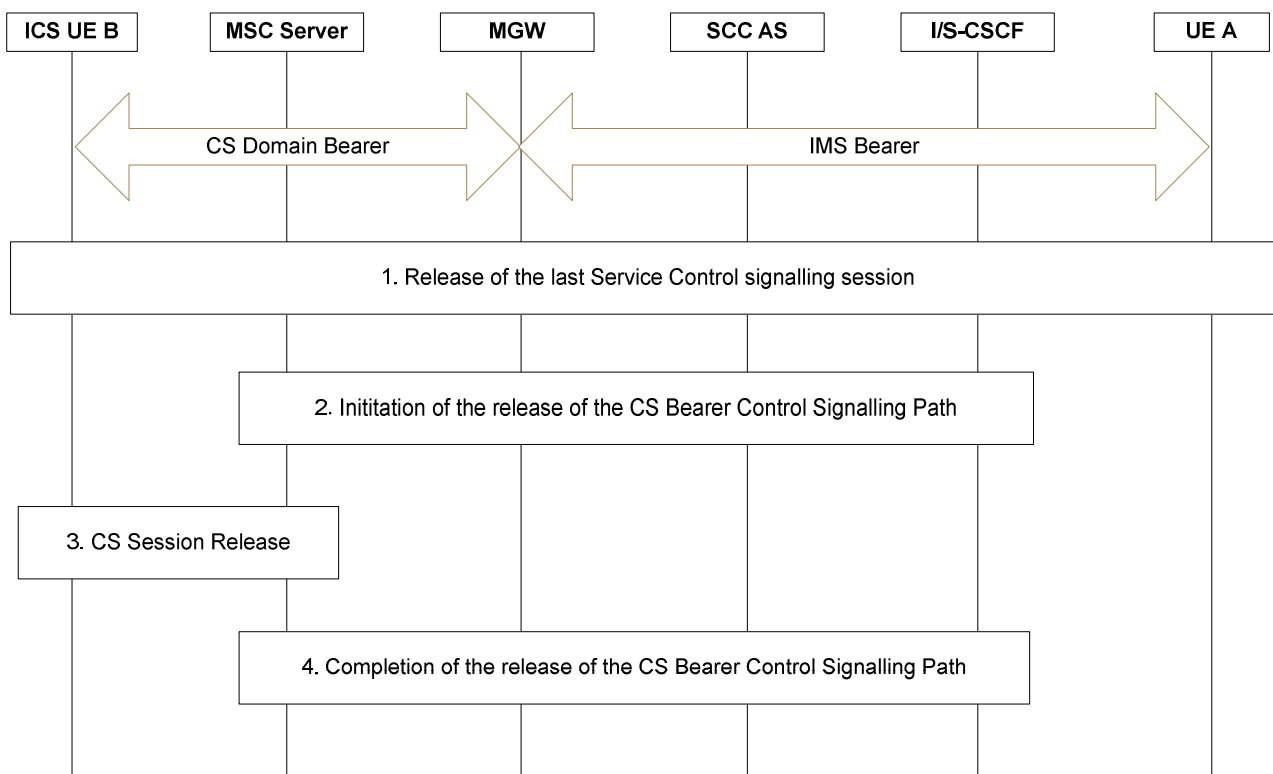 ICS UE B
MSC Server
MGW
SCC AS
I/S-CSCF
UE A
CS Domain Bearer
IMS Bearer
1. Release of the last Service Control signalling session
2. Inititation of the release of the CS Bearer Control Signalling Path
3. CS Session Release
4. Completion of the release of the CS Bearer Control Signalling Path